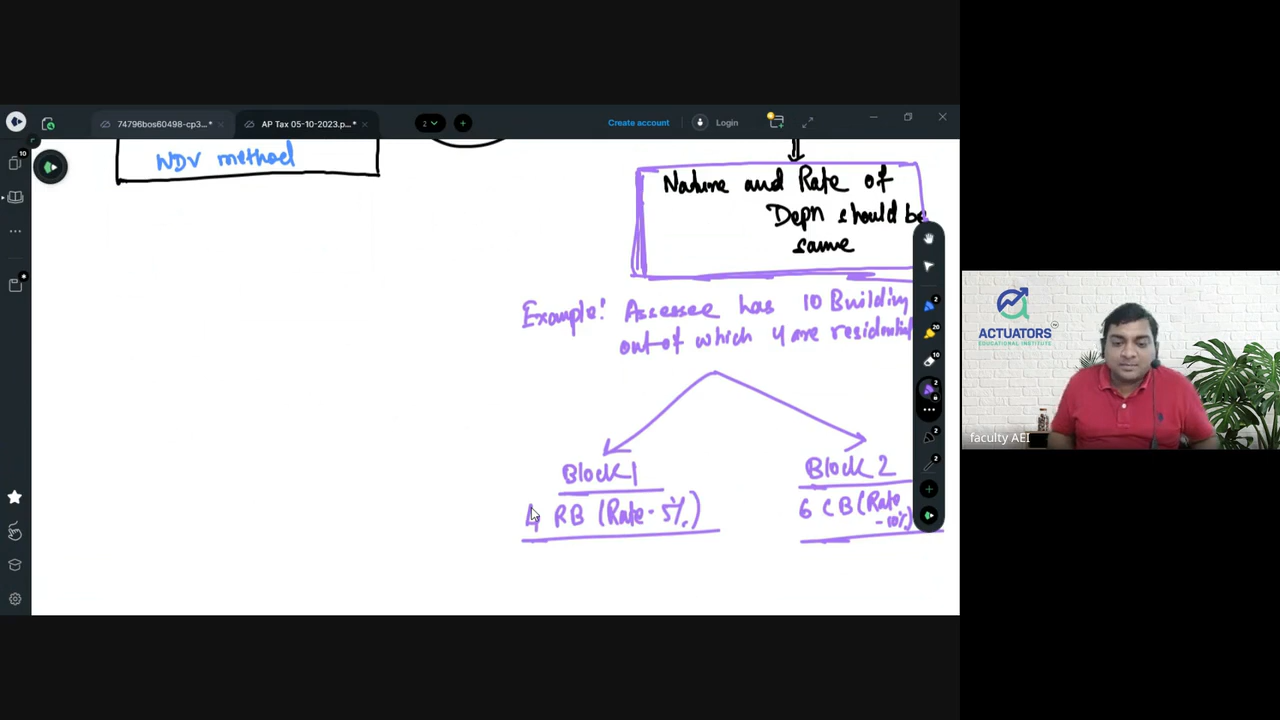 74796bos60498-cp3...*
AP Tax 05-10-2023.p...*
2
Create account
Login
WDV method
Nature and Rate of
Depn should be
same
Example: Assessee has 10 Building
out of which 4 are residential
Block 1
4 RB (Rate - 5%)
Block 2
6 CB (Rate
- 10%)
ACTUATORS
EDUCATIONAL INSTITUTE
faculty AEI